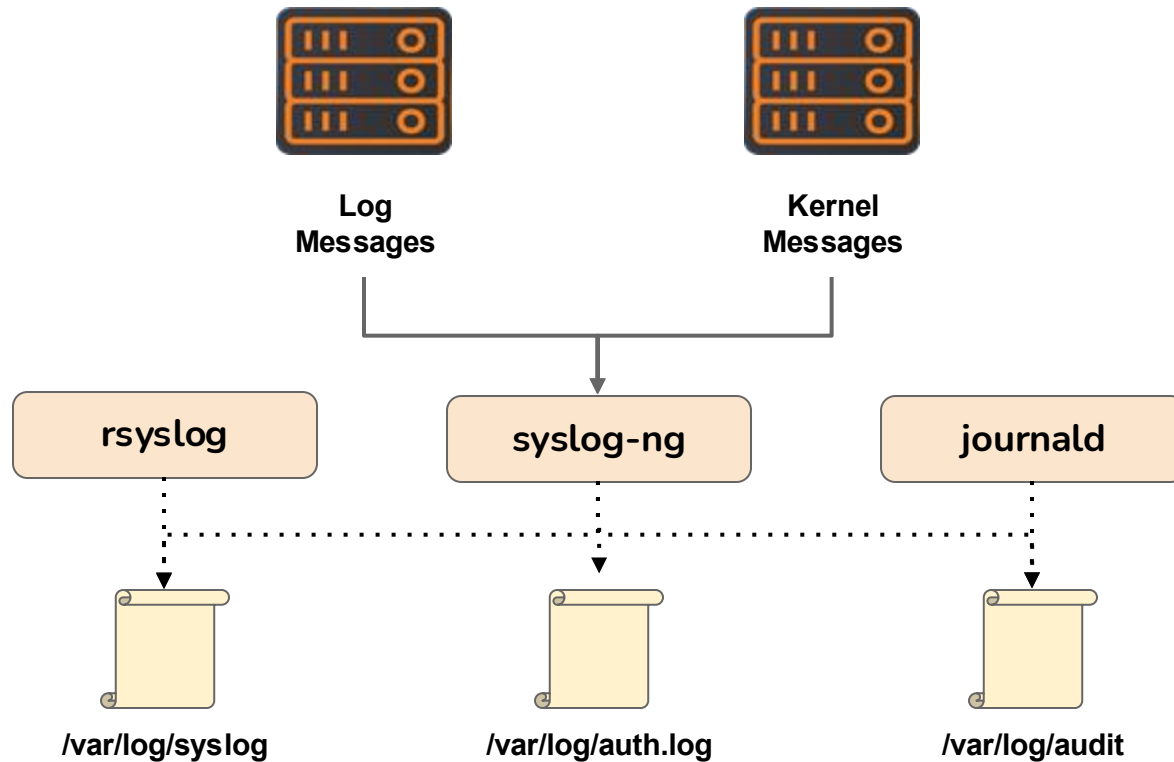 Log
Messages
Kernel
Messages
rsyslog
syslog-ng
journald
/var/log/syslog
/var/log/auth.log
/var/log/audit